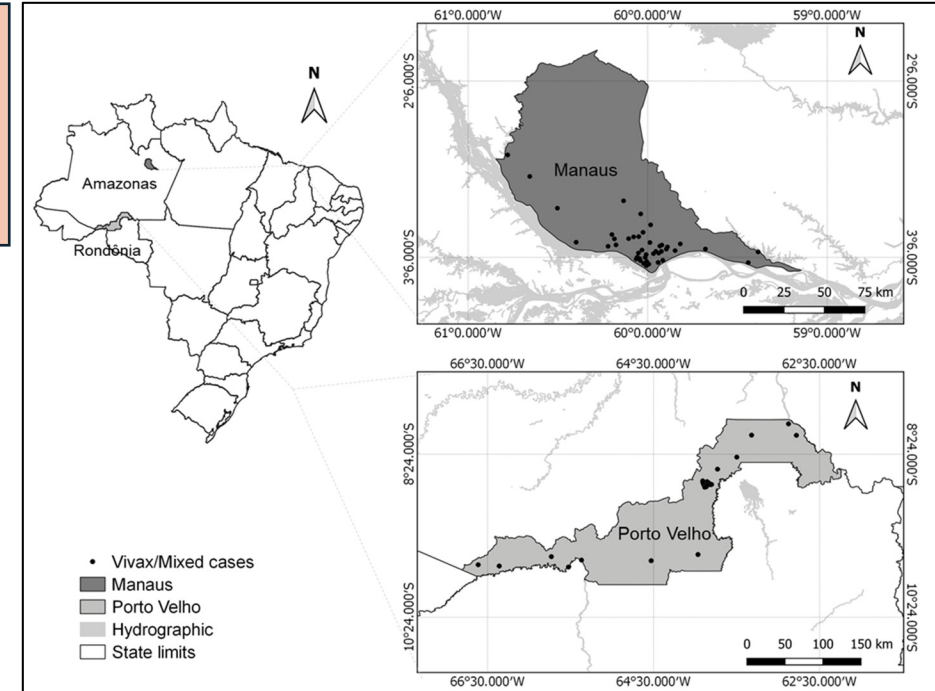 N
Amazonas
Rondônia
Vivax/Mixed cases
Manaus
Porto Velho
Hydrographic
State limits
61°0.000'W 60°0.000'W 59°0.000'W
N
2°6.000'S 2°6.000'S
Manaus
3°6.000'S 3°6.000'S
0 25 50 75 km
61°0.000'W 60°0.000'W 59°0.000'W
66°30.000'W 64°30.000'W 62°30.000'W
N
8°24.000'S 8°24.000'S
Porto Velho
10°24.000'S 10°24.000'S
0 50 100 150 km
66°30.000'W 64°30.000'W 62°30.000'W